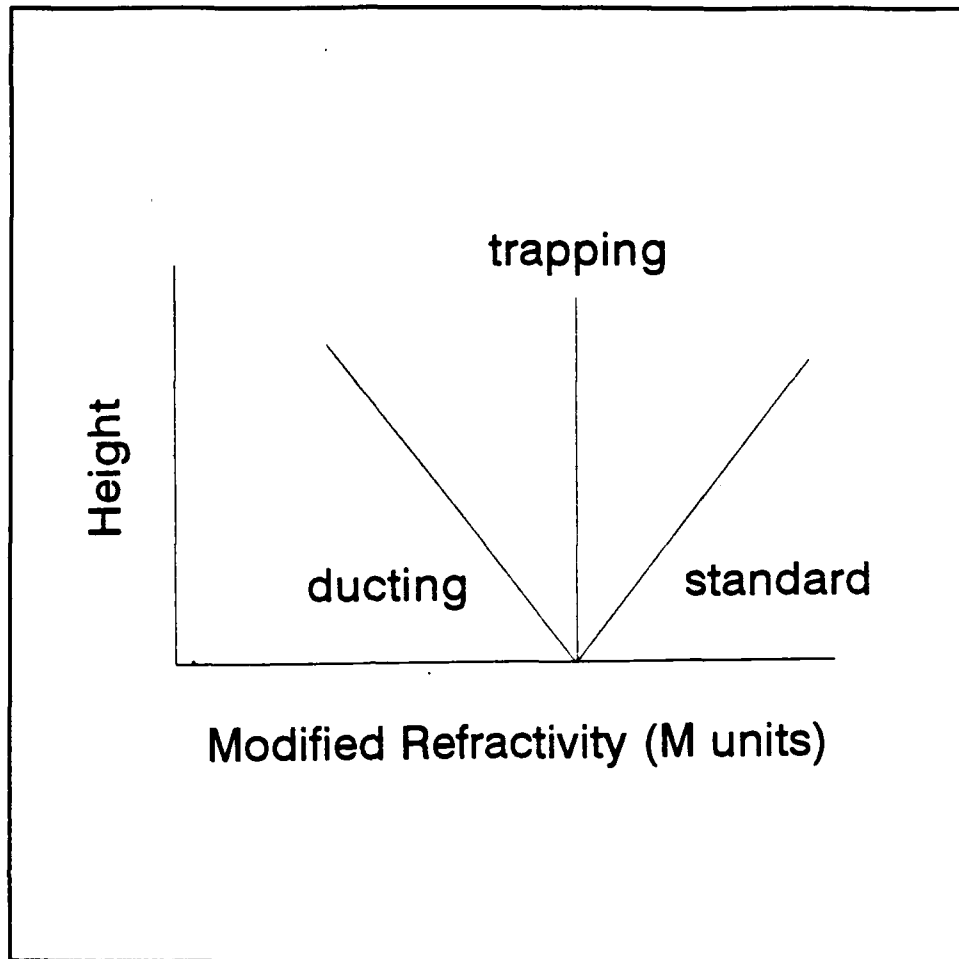 trapping
Height
ducting
standard
Modified Refractivity (M units)